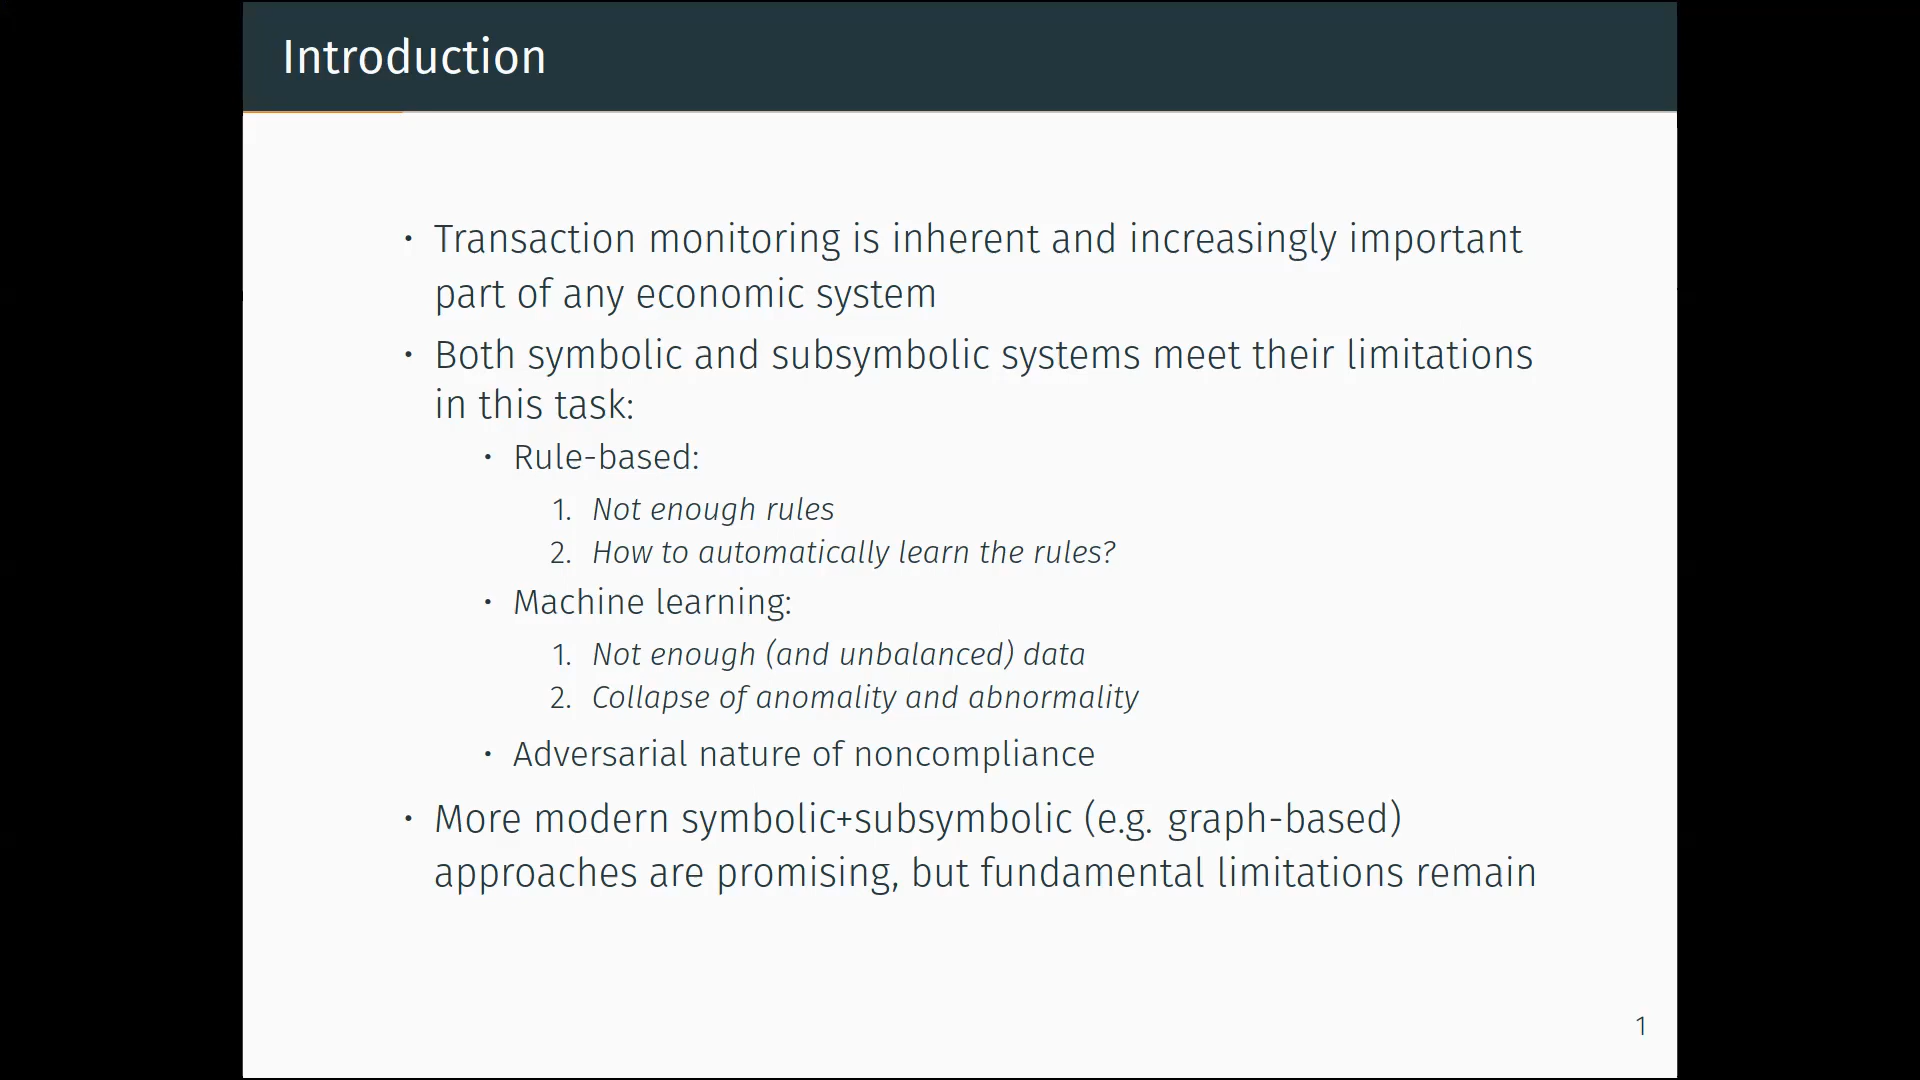 Introduction
· Transaction monitoring is inherent and increasingly important
part of any economic system
· Both symbolic and subsymbolic systems meet their limitations
in this task:
· Rule-based:
1. Not enough rules
2. How to automatically learn the rules?
· Machine learning:
1. Not enough (and unbalanced) data
2. Collapse of anomality and abnormality
· Adversarial nature of noncompliance
· More modern symbolic+subsymbolic (e.g. graph-based)
approaches are promising, but fundamental limitations remain
1